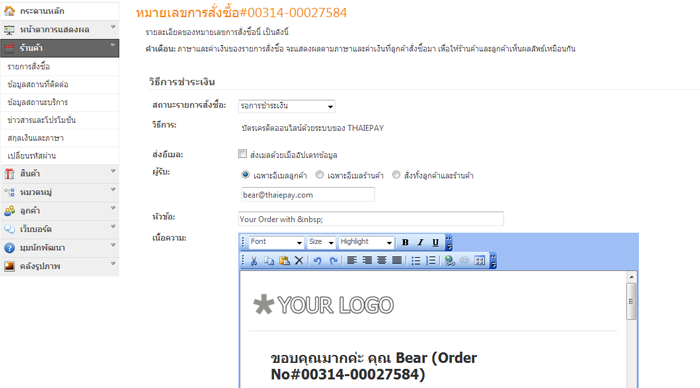 กระดานหลัก
หน้าตาการแสดงผล
ร้านค้า
รายการสั่งซื้อ
ข้อมูลสถานที่ติดต่อ
ข้อมูลสถานะบริการ
ข่าวสารและโปรโมชั่น
สกุลเงินและภาษา
เปลี่ยนรหัสผ่าน
สินค้า
หมวดหมู่
ลูกค้า
เว็บบอร์ด
มุมนักพัฒนา
คลังรูปภาพ
หมายเลขการสั่งซื้อ#00314-00027584
รายละเอียดของหมายเลขการสั่งซื้อนี้ เป็นดังนี้
คำเตือน: ภาษาและค่าเงินของรายการสั่งซื้อ จะแสดงผลตามภาษาและค่าเงินที่ลูกค้าสั่งซื้อมา เพื่อให้ร้านค้าและลูกค้าเห็นผลลัพธ์เหมือนกัน
วิธีการชำระเงิน
สถานะรายการสั่งซื้อ: รอการชำระเงิน
วิธีการ: บัตรเครดิตออนไลน์ด้วยระบบของ THAIEPAY
ส่งอีเมล: ส่งเมลด้วยเมื่ออัปเดทข้อมูล
ผู้รับ: เฉพาะอีเมลลูกค้า เฉพาะอีเมลร้านค้า ส่งทั้งลูกค้าและร้านค้า
bear@thaiepay.com
หัวข้อ: Your Order with &nbsp;
เนื้อความ: Font Size Highlight B I U
YOUR LOGO
ขอบคุณมากค่ะ คุณ Bear (Order
No#00314-00027584)